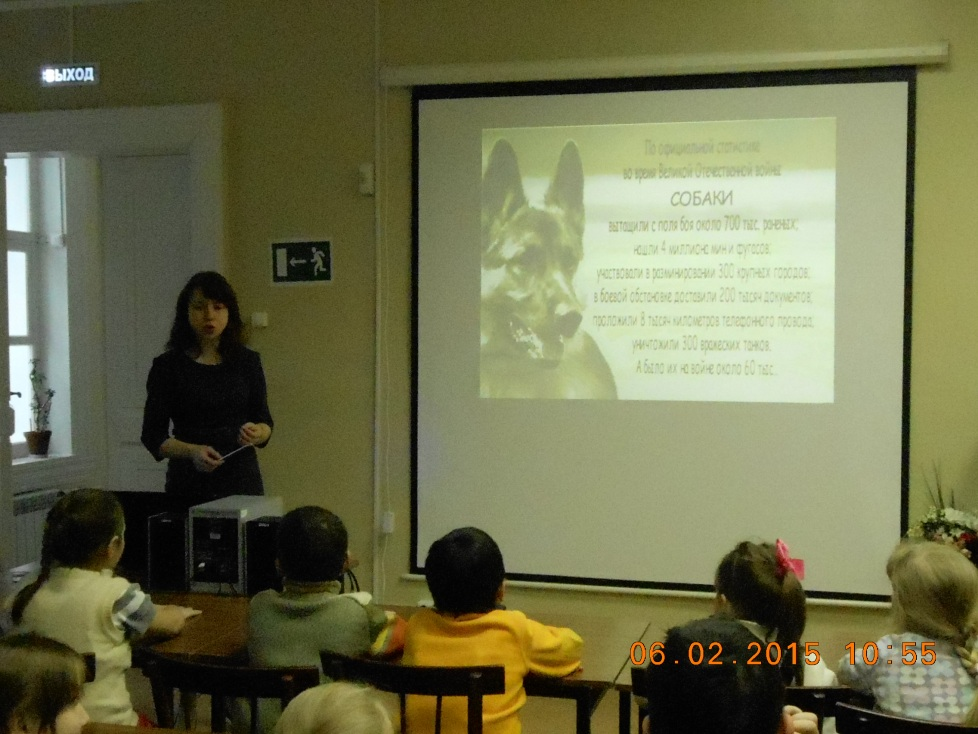 ВЫХОД
По официальной статистике
во время Великой Отечественной войны
СОБАКИ
вытащили с поля боя около 700 тыс. раненых;
нашли 4 миллиона мин и фугасов;
участвовали в разминировании 300 крупных городов;
в боевой обстановке доставили 200 тысяч документов;
проложили 8 тысяч километров телефонного провода;
уничтожили 300 вражеских танков.
А было их на войне около 60 тыс.
06.02.2015 10:55